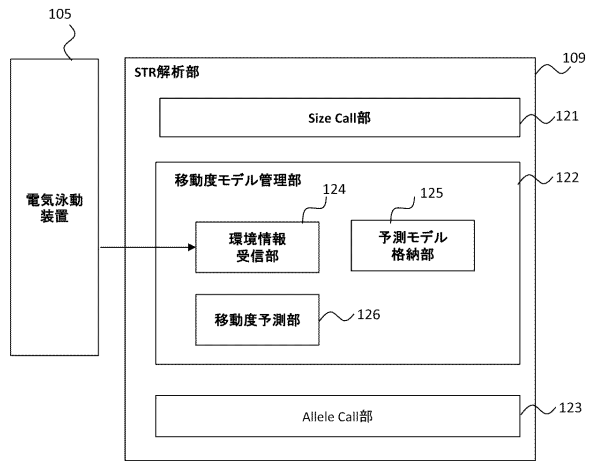 105
109
STR解析部
Size Call部
121
移動度モデル管理部
122
124
125
電気泳動
装置
環境情報
受信部
予測モデル
格納部
移動度予測部
126
Allele Call部
123